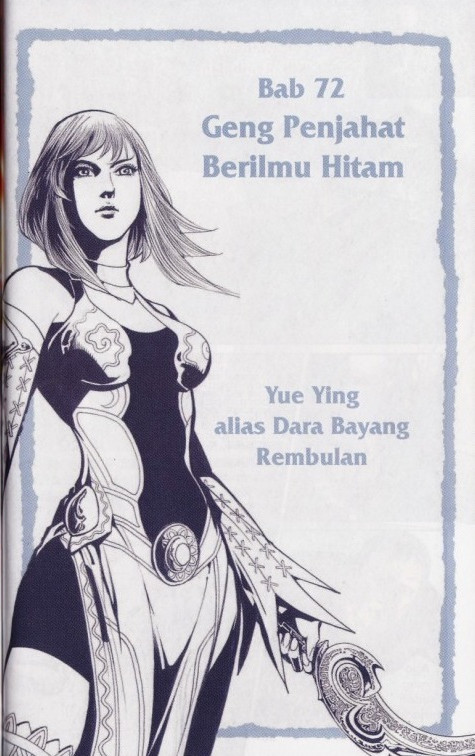 Bab 72
Geng Penjahat
Berilmu Hitam
Yue Ying
alias Dara Bayang
Rembulan